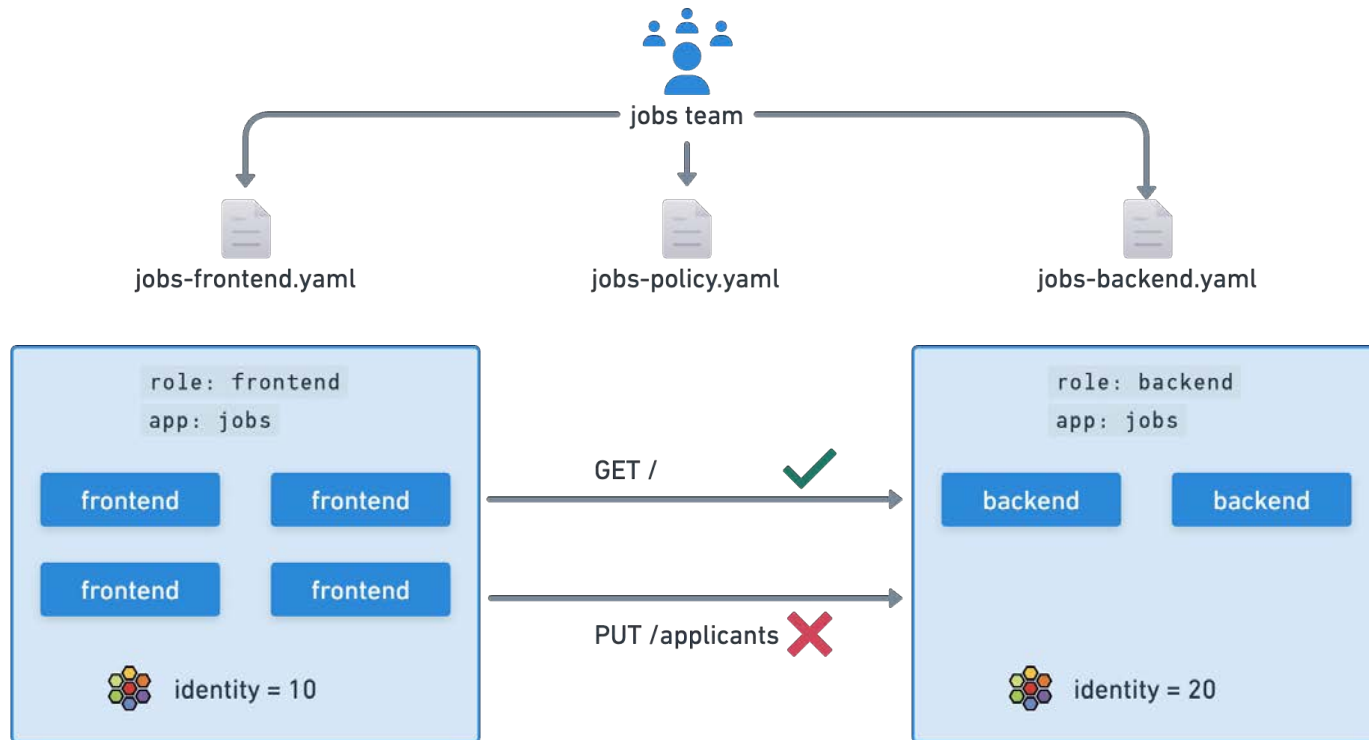 jobs team
jobs-frontend.yaml
jobs-policy.yaml
jobs-backend.yaml
role: frontend
app: jobs
frontend
frontend
frontend
frontend
identity = 10
GET /
PUT /applicants
role: backend
app: jobs
backend
backend
identity = 20